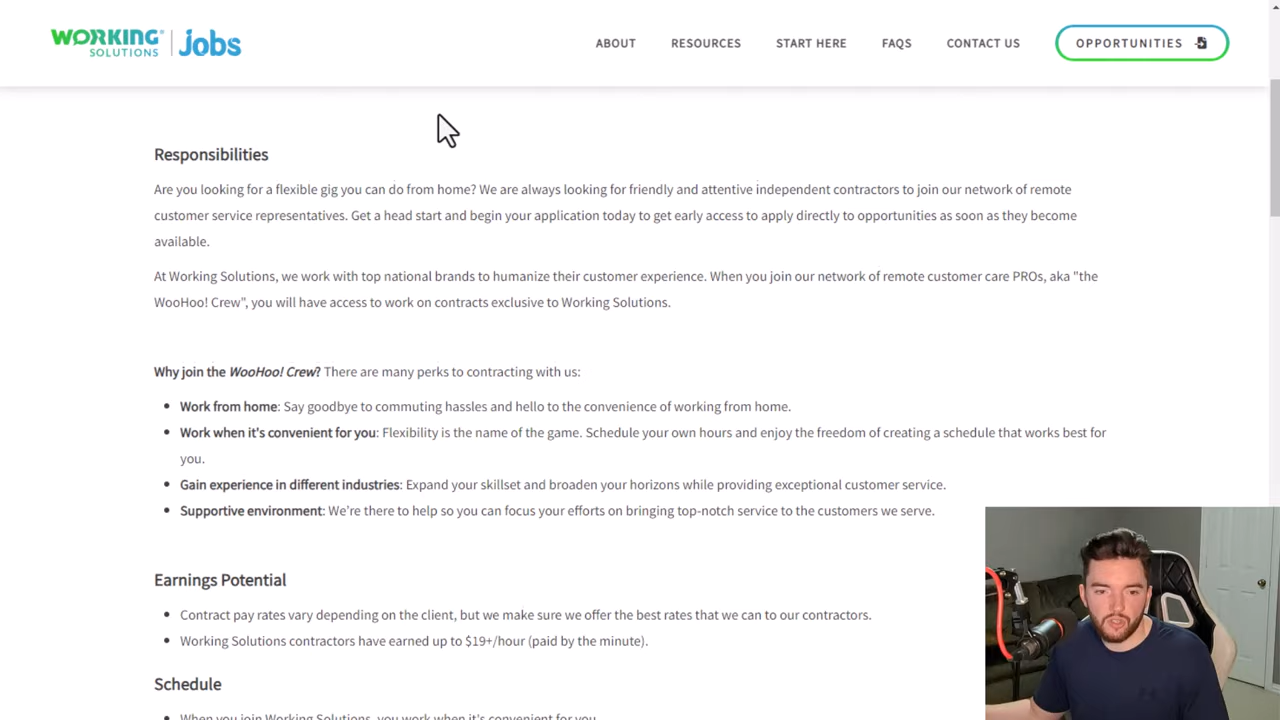 WORKING SOLUTIONS | jobs
ABOUT RESOURCES START HERE FAQS CONTACT US OPPORTUNITIES
Responsibilities
Are you looking for a flexible gig you can do from home? We are always looking for friendly and attentive independent contractors to join our network of remote
customer service representatives. Get a head start and begin your application today to get early access to apply directly to opportunities as soon as they become
available.
At Working Solutions, we work with top national brands to humanize their customer experience. When you join our network of remote customer care PROs, aka "the
WooHoo! Crew", you will have access to work on contracts exclusive to Working Solutions.
Why join the WooHoo! Crew? There are many perks to contracting with us:
• Work from home: Say goodbye to commuting hassles and hello to the convenience of working from home.
• Work when it's convenient for you: Flexibility is the name of the game. Schedule your own hours and enjoy the freedom of creating a schedule that works best for
you.
• Gain experience in different industries: Expand your skillset and broaden your horizons while providing exceptional customer service.
• Supportive environment: We're there to help so you can focus your efforts on bringing top-notch service to the customers we serve.
Earnings Potential
• Contract pay rates vary depending on the client, but we make sure we offer the best rates that we can to our contractors.
• Working Solutions contractors have earned up to $19+/hour (paid by the minute).
Schedule
• When you join Working Solutions, you work when it's convenient for you.